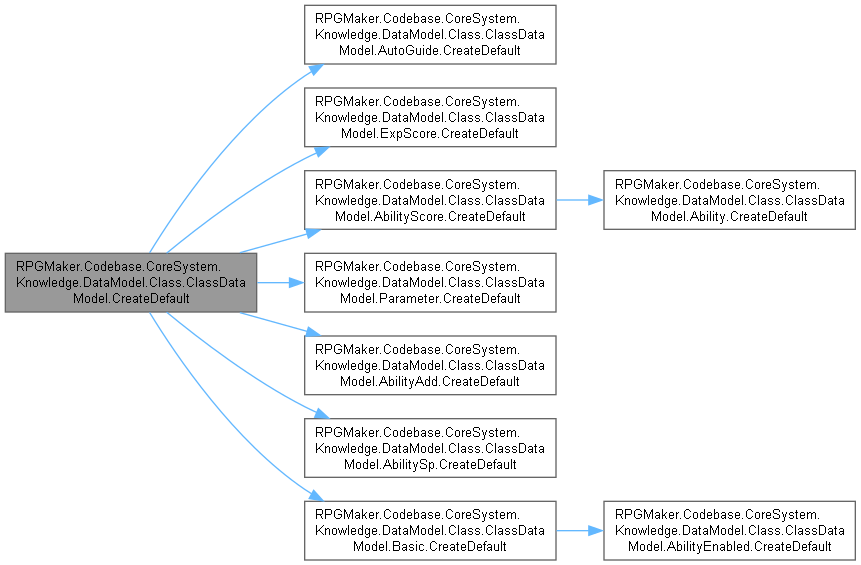 RPGMaker.Codebase.CoreSystem.
Knowledge.DataModel.Class.ClassData
Model.AutoGuide.CreateDefault
RPGMaker.Codebase.CoreSystem.
Knowledge.DataModel.Class.ClassData
Model.ExpScore.CreateDefault
RPGMaker.Codebase.CoreSystem.
Knowledge.DataModel.Class.ClassData
Model.AbilityScore.CreateDefault
RPGMaker.Codebase.CoreSystem.
Knowledge.DataModel.Class.ClassData
Model.Ability.CreateDefault
RPGMaker.Codebase.CoreSystem.
Knowledge.DataModel.Class.ClassData
Model.CreateDefault
RPGMaker.Codebase.CoreSystem.
Knowledge.DataModel.Class.ClassData
Model.Parameter.CreateDefault
RPGMaker.Codebase.CoreSystem.
Knowledge.DataModel.Class.ClassData
Model.AbilityAdd.CreateDefault
RPGMaker.Codebase.CoreSystem.
Knowledge.DataModel.Class.ClassData
Model.AbilitySp.CreateDefault
RPGMaker.Codebase.CoreSystem.
Knowledge.DataModel.Class.ClassData
Model.Basic.CreateDefault
RPGMaker.Codebase.CoreSystem.
Knowledge.DataModel.Class.ClassData
Model.AbilityEnabled.CreateDefault